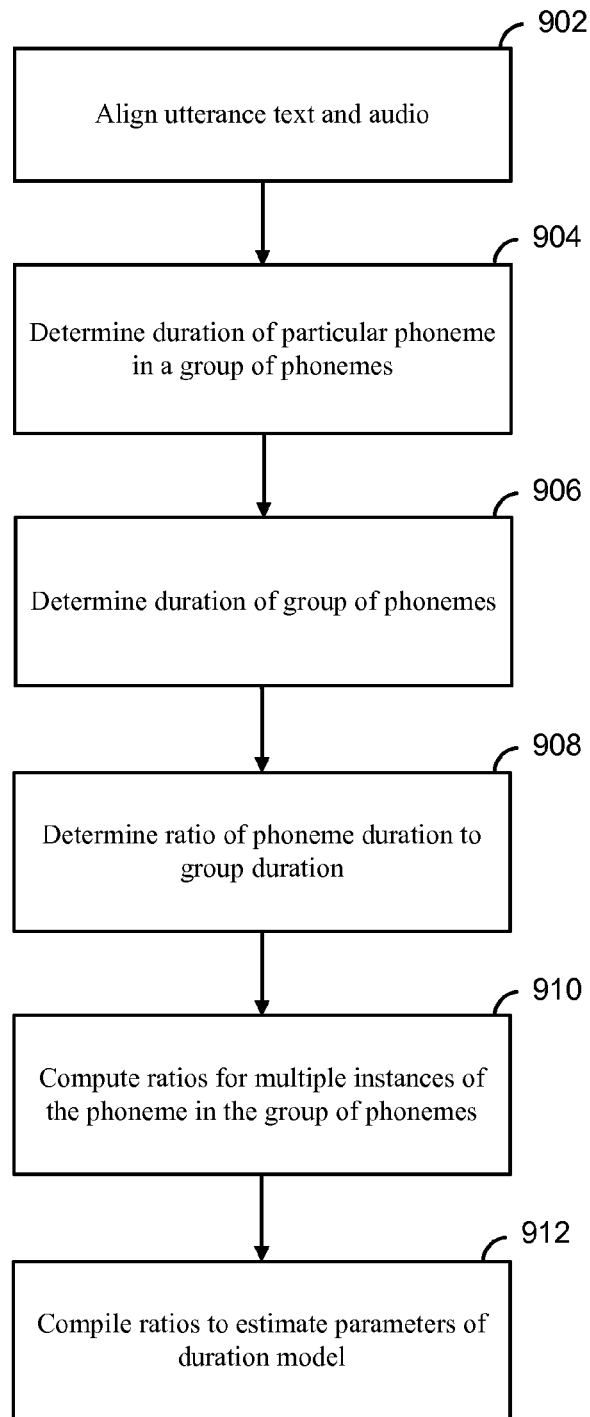 902
Align utterance text and audio
904
Determine duration of particular phoneme
in a group of phonemes
906
Determine duration of group of phonemes
908
Determine ratio of phoneme duration to
group duration
910
Compute ratios for multiple instances of
the phoneme in the group of phonemes
912
Compile ratios to estimate parameters of
duration model